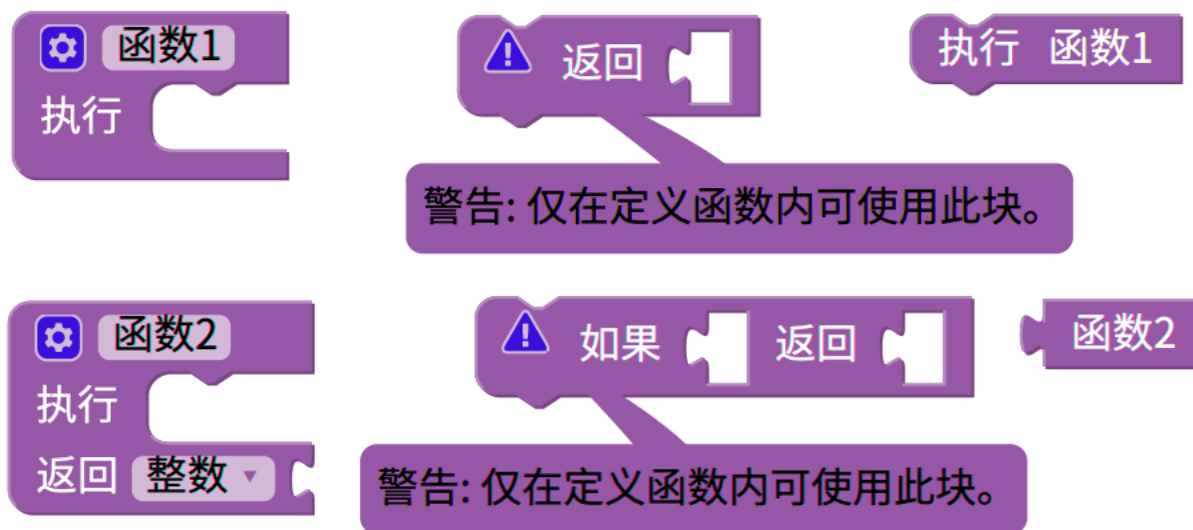 函数1
执行
返回
执行 函数1
警告: 仅在定义函数内可使用此块。
函数2
执行
返回 整数
如果 返回
函数2
警告: 仅在定义函数内可使用此块。